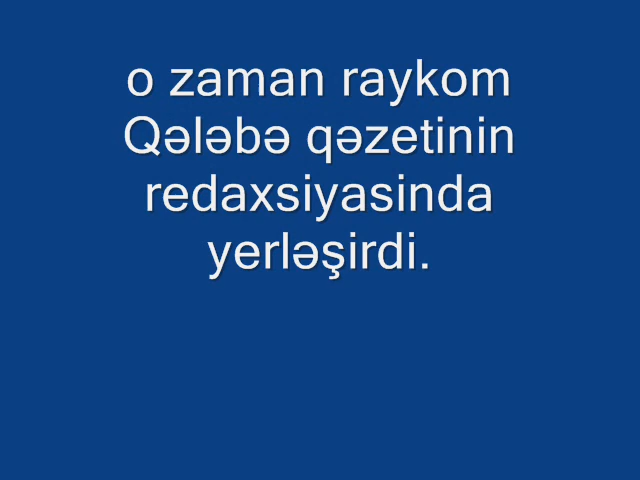 o zaman raykom
Qələbə qəzetinin
redaxsiyasinda
yerləşirdi.